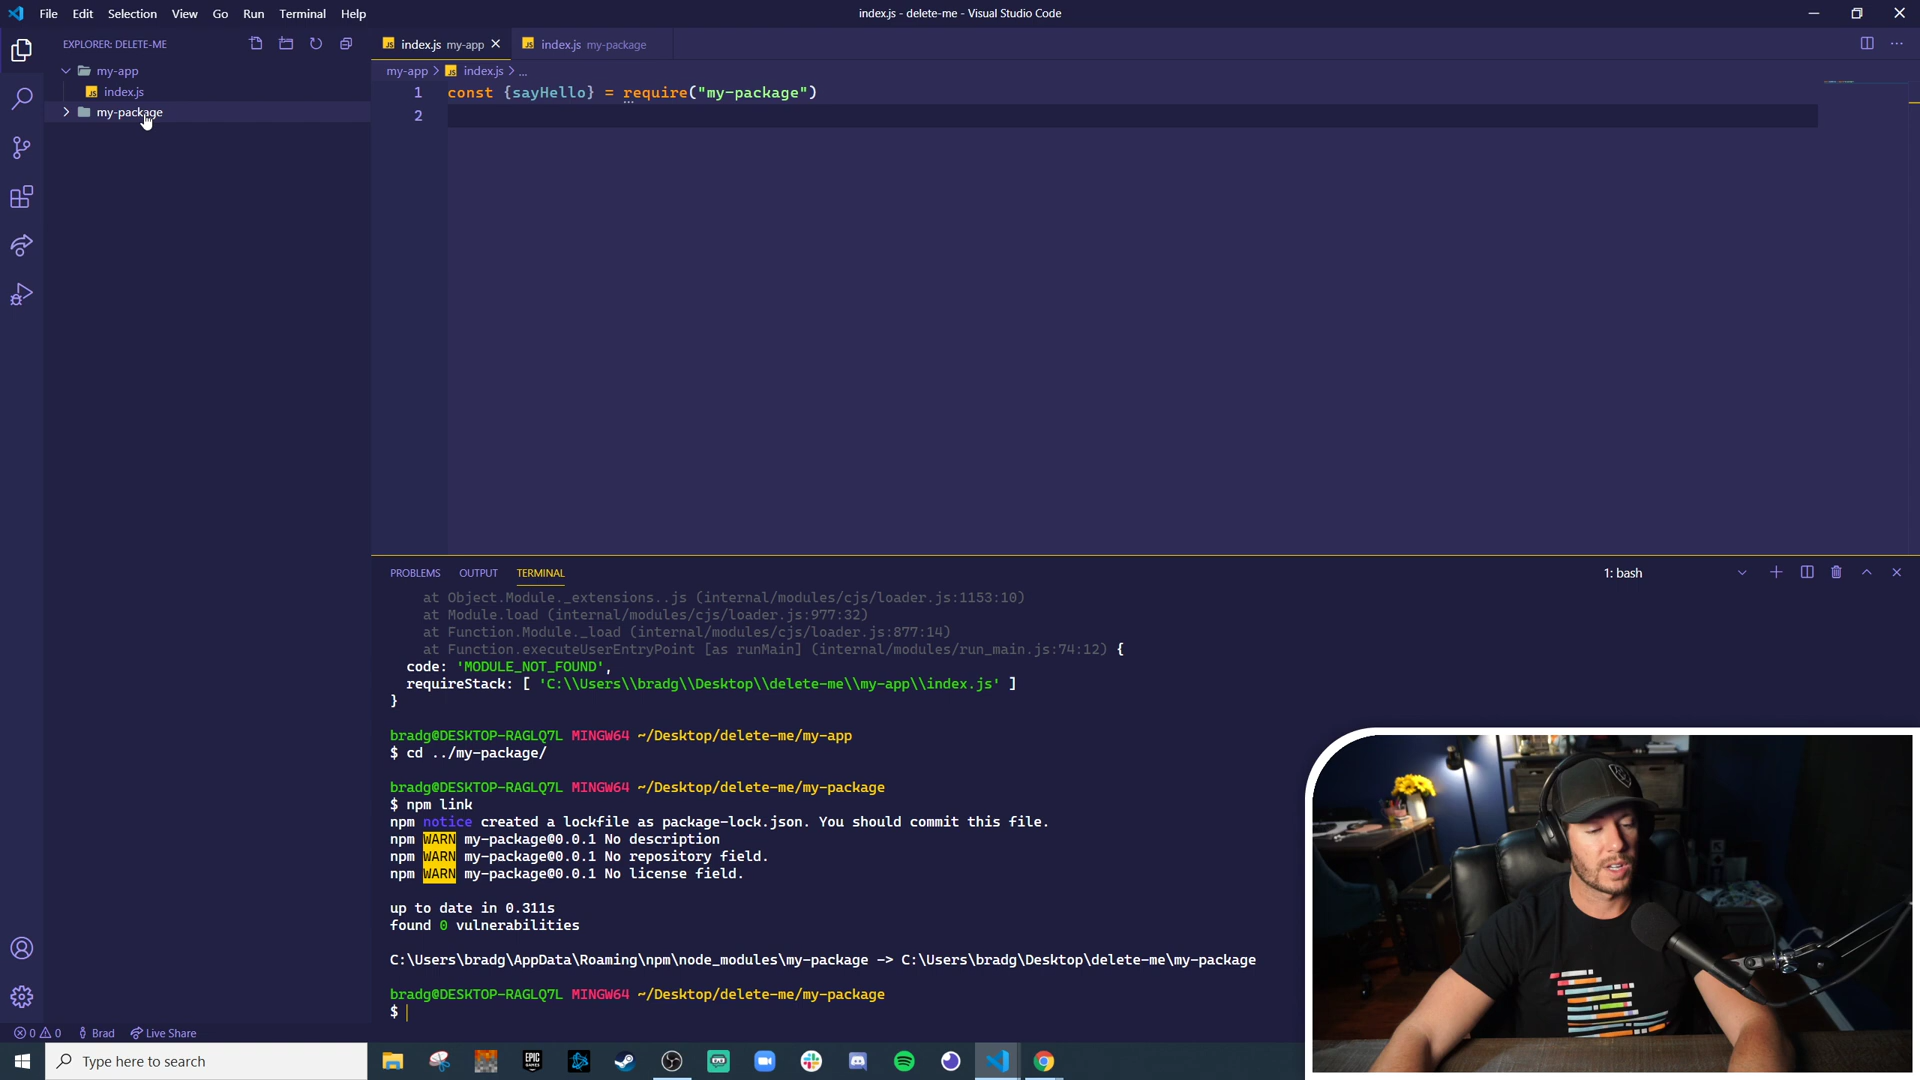 File Edit Selection View Go Run Terminal Help
index.js - delete-me - Visual Studio Code
EXPLORER: DELETE-ME
my-app
index.js
my-package
index.js my-app
index.js my-package
my-app > index.js > ...
1 const {sayHello} = require("my-package")
2
PROBLEMS OUTPUT TERMINAL
1: bash
at Object.Module._extensions..js (internal/modules/cjs/loader.js:1153:10)
at Module.load (internal/modules/cjs/loader.js:977:32)
at Function.Module._load (internal/modules/cjs/loader.js:877:14)
at Function.executeUserEntryPoint [as runMain] (internal/modules/run_main.js:74:12) {
code: 'MODULE_NOT_FOUND',
requireStack: [ 'C:\\Users\\bradg\\Desktop\\delete-me\\my-app\\index.js' ]
}
bradg@DESKTOP-RAGLQ7L MINGW64 ~/Desktop/delete-me/my-app
$ cd ../my-package/
bradg@DESKTOP-RAGLQ7L MINGW64 ~/Desktop/delete-me/my-package
$ npm link
npm notice created a lockfile as package-lock.json. You should commit this file.
npm WARN my-package@0.0.1 No description
npm WARN my-package@0.0.1 No repository field.
npm WARN my-package@0.0.1 No license field.
up to date in 0.311s
found 0 vulnerabilities
C:\Users\bradg\AppData\Roaming\npm\node_modules\my-package -> C:\Users\bradg\Desktop\delete-me\my-package
bradg@DESKTOP-RAGLQ7L MINGW64 ~/Desktop/delete-me/my-package
$
0 0 Brad Live Share
Type here to search
EPIC GAMES